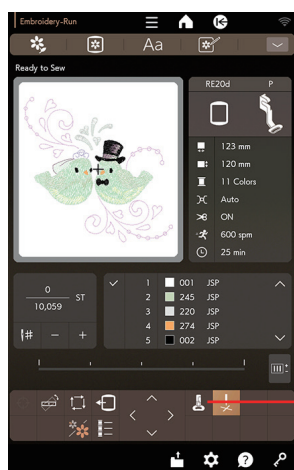 Embroidery-Run
Aa
Ready to Sew
RE20d P
123 mm
120 mm
11 Colors
Auto
ON
600 spm
25 min
0
10,059
ST
# - +
1 001 JSP
2 245 JSP
3 220 JSP
4 274 JSP
5 002 JSP
?